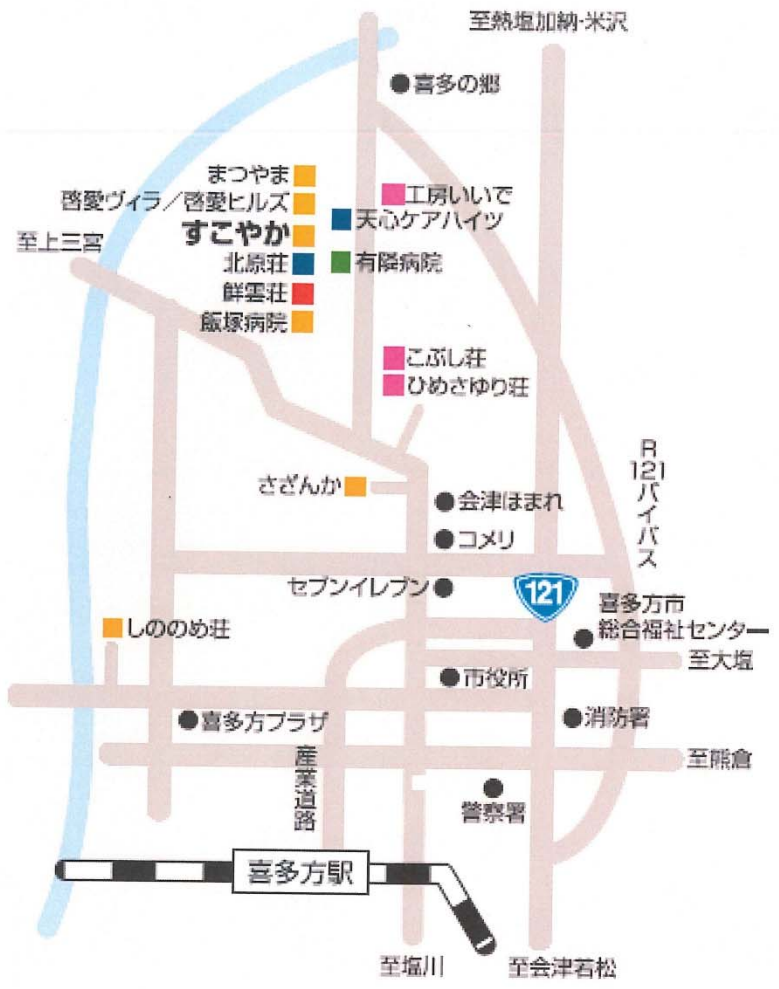 至熱塩加納・米沢
喜多の郷
まつやま
啓愛ヴィラ／啓愛ヒルズ
すこやか
北原荘
鮮雲荘
飯塚病院
工房いいで
天心ケアハイツ
有隣病院
至上三宮
こぶし荘
ひめさゆり荘
さざんか
会津ほまれ
コメリ
セブンイレブン
R
121
バイパス
121
喜多方市
総合福祉センター
しののめ荘
至大塩
市役所
喜多方プラザ
消防署
産業道路
至熊倉
警察署
喜多方駅
至塩川
至会津若松